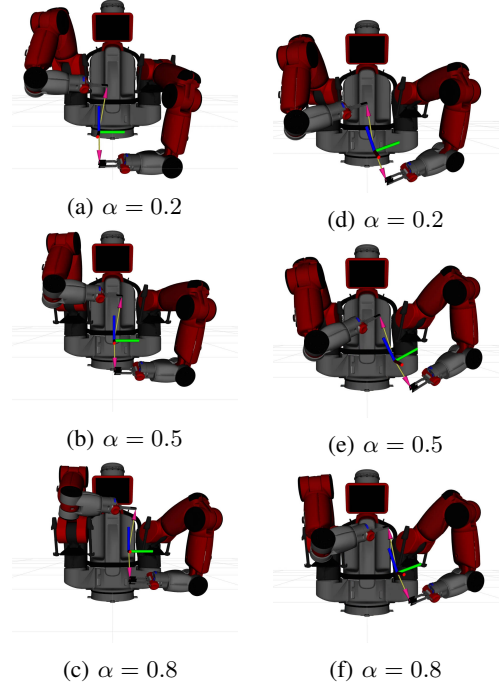 (a) α = 0.2
(d) α = 0.2
(b) α = 0.5
(e) α = 0.5
(c) α = 0.8
(f) α = 0.8